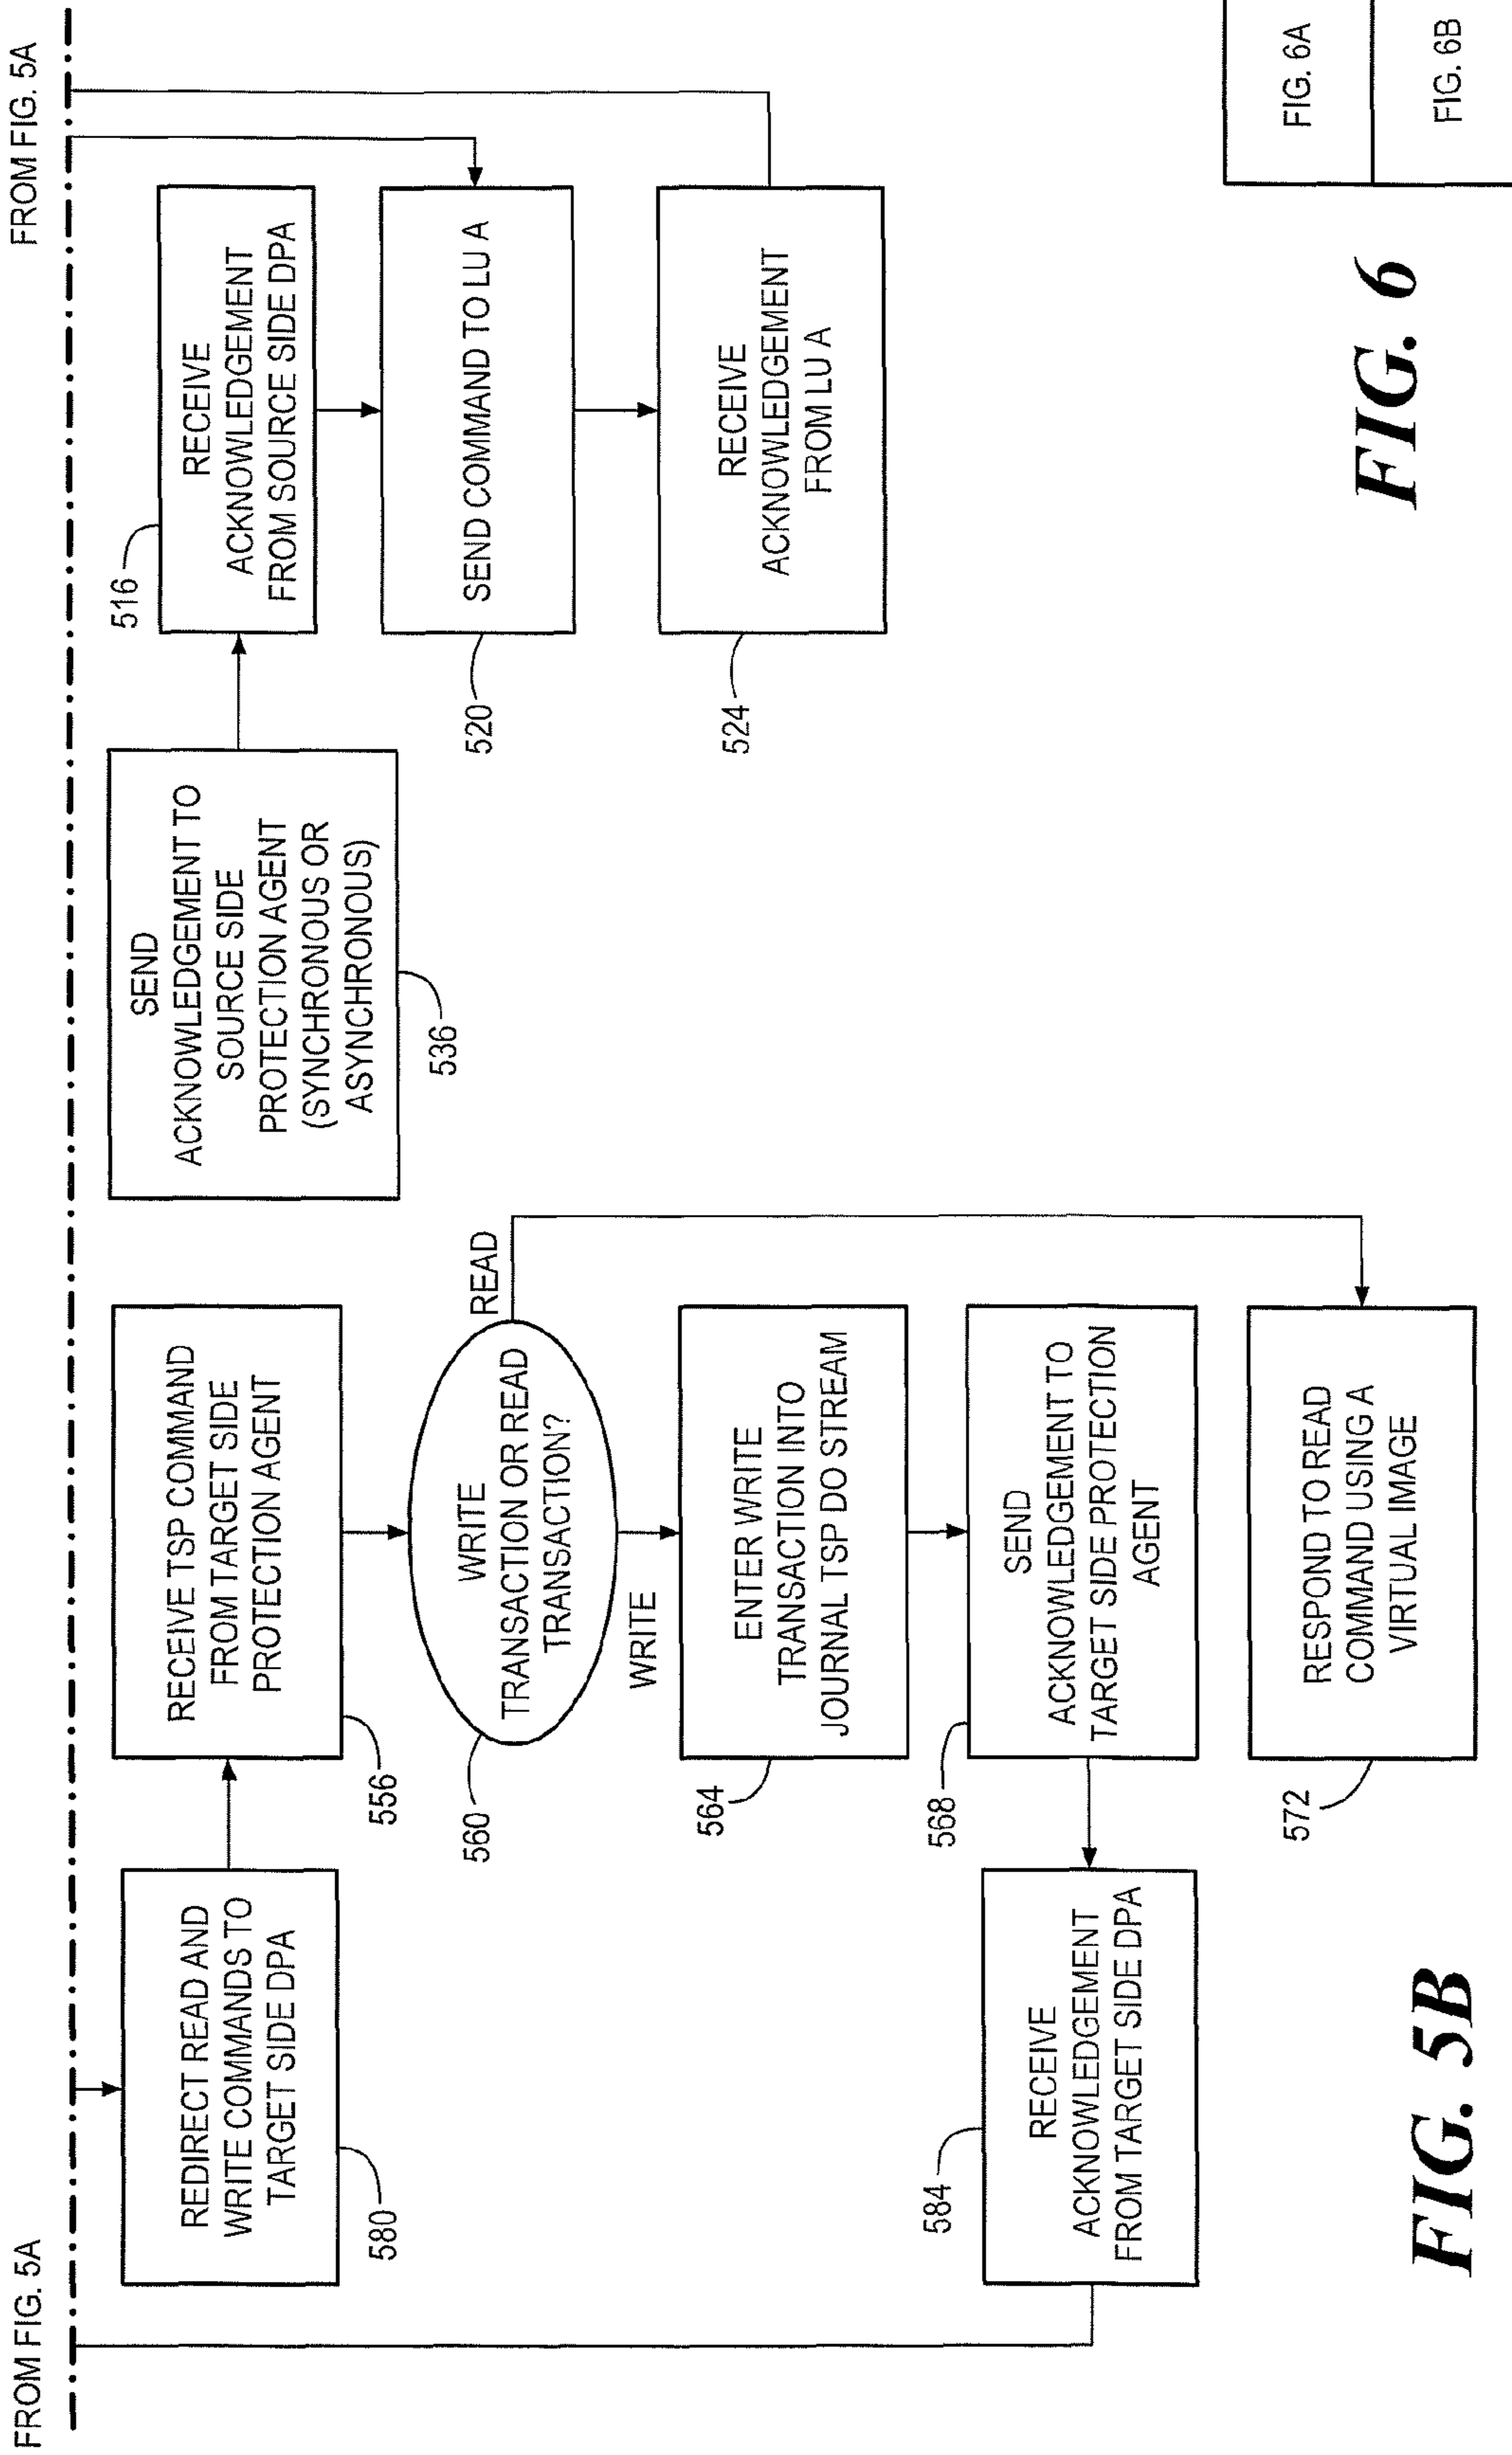 FROM FIG. 5A
FROM FIG. 5A
REDIRECT READ AND
WRITE COMMANDS TO
TARGET SIDE DPA
580
RECEIVE TSP COMMAND
FROM TARGET SIDE
PROTECTION AGENT
556
WRITE
TRANSACTION OR READ
TRANSACTION?
560
READ
WRITE
ENTER WRITE
TRANSACTION INTO
JOURNAL TSP DO STREAM
564
SEND
ACKNOWLEDGEMENT TO
TARGET SIDE PROTECTION
AGENT
568
RECEIVE
ACKNOWLEDGEMENT
FROM TARGET SIDE DPA
584
RESPOND TO READ
COMMAND USING A
VIRTUAL IMAGE
572
SEND
ACKNOWLEDGEMENT TO
SOURCE SIDE
PROTECTION AGENT
(SYNCHRONOUS OR
ASYNCHRONOUS)
536
RECEIVE
ACKNOWLEDGEMENT
FROM SOURCE SIDE DPA
516
SEND COMMAND TO LU A
520
RECEIVE
ACKNOWLEDGEMENT
FROM LU A
524
FIG. 5B
FIG. 6
FIG. 6A
FIG. 6B